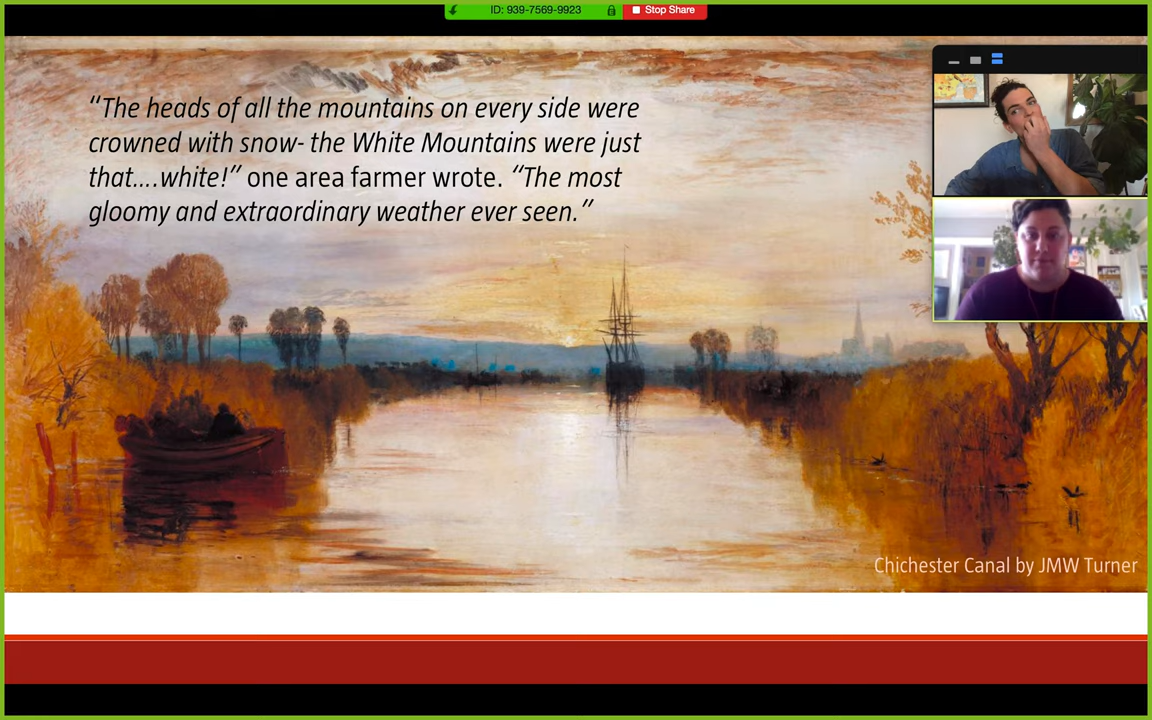 ID: 939-7569-9923
Stop Share
“The heads of all the mountains on every side were
crowned with snow- the White Mountains were just
that....white!” one area farmer wrote. “The most
gloomy and extraordinary weather ever seen.”
Chichester Canal by JMW Turner